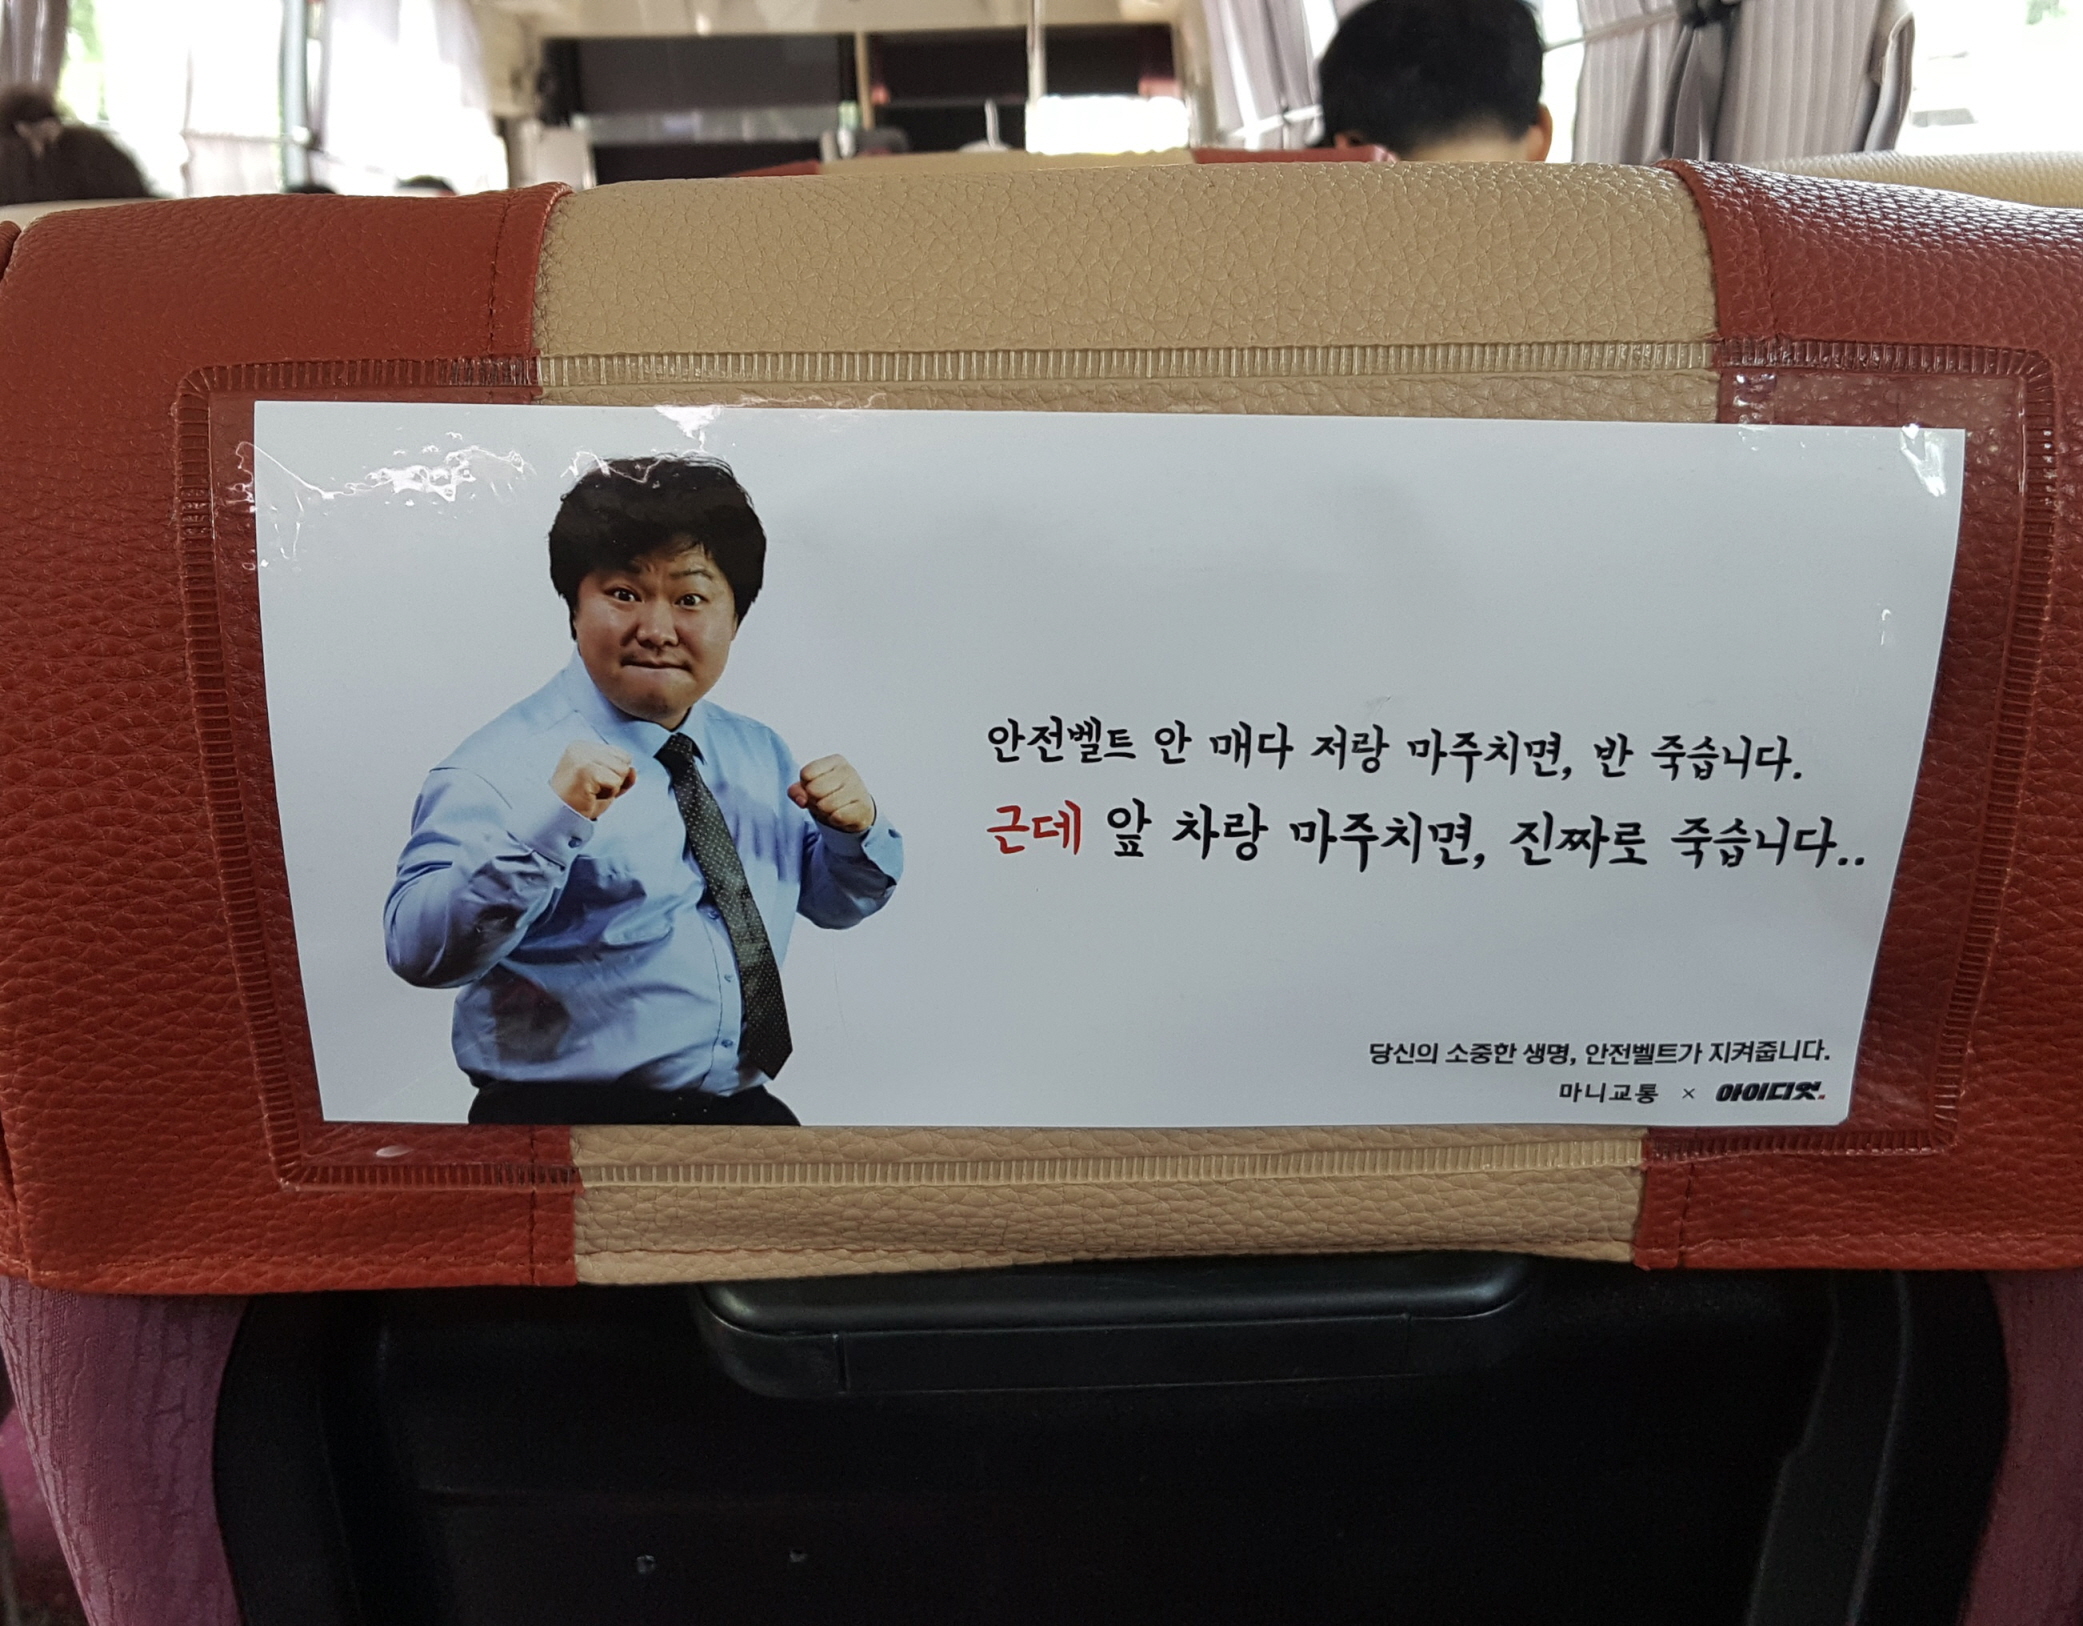 안전벨트 안 매다 저랑 마주치면, 반 죽습니다.
근데 앞 차랑 마주치면, 진짜로 죽습니다..
당신의 소중한 생명, 안전벨트가 지켜줍니다.
마니교통 × 아이디엇.